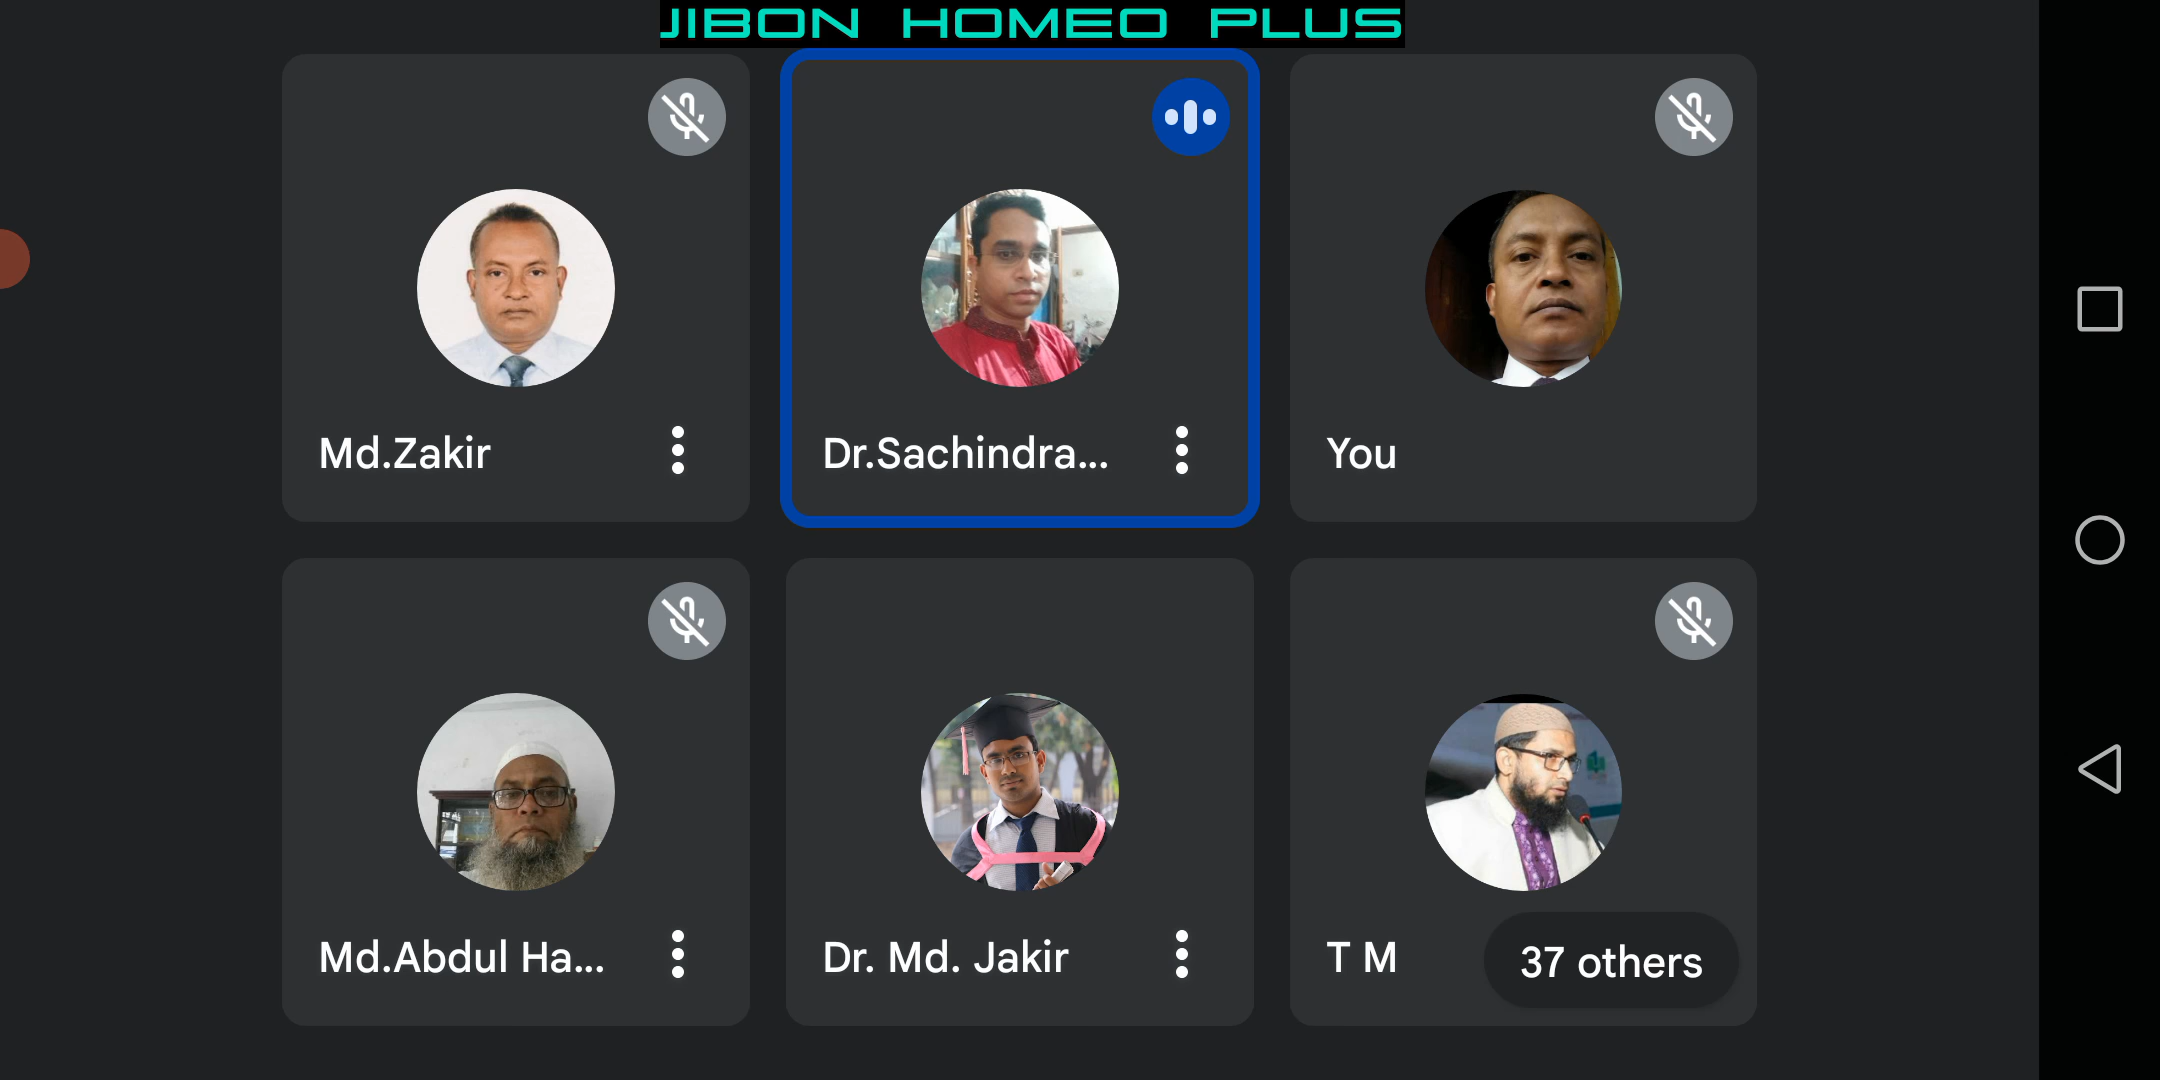 JIBON HOMEO PLUS
Md.Zakir
Dr.Sachindra...
You
Md.Abdul Ha...
Dr. Md. Jakir
T M
37 others